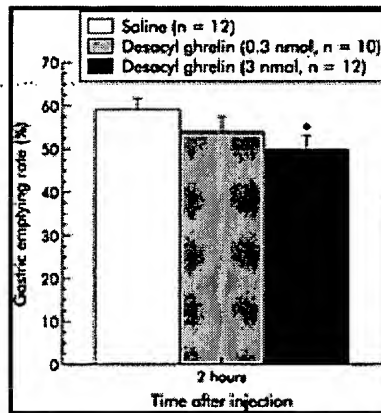 Saline (n = 12)
Desacyl ghrelin (0.3 nmol, n = 10)
Desacyl ghrelin (3 nmol, n = 12)
Gastric emptying rate (%)
70
60
50
40
30
20
10
0
*
2 hours
Time after injection